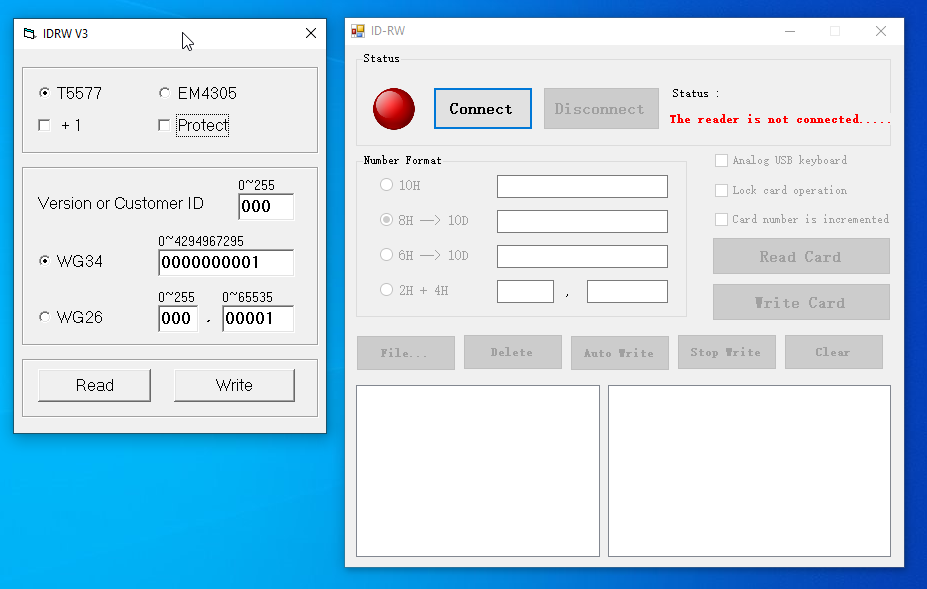 IDRW V3
T5577
EM4305
+ 1
Protect
0~255
Version or Customer ID
000
0~4294967295
WG34
0000000001
0~255
0~65535
WG26
000 . 00001
Read
Write
ID-RW
Status
Connect
Disconnect
Status :
The reader is not connected.....
Number Format
10H
8H —> 10D
6H —> 10D
2H + 4H
,
Analog USB keyboard
Lock card operation
Card number is incremented
Read Card
Write Card
File...
Delete
Auto Write
Stop Write
Clear